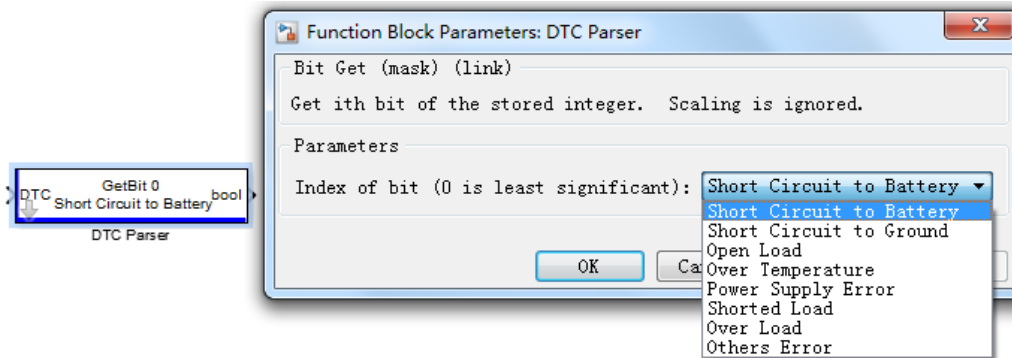 Function Block Parameters: DTC Parser
Bit Get (mask) (link)
Get ith bit of the stored integer.  Scaling is ignored.
Parameters
Index of bit (0 is least significant): Short Circuit to Battery
Short Circuit to Battery
Short Circuit to Ground
Open Load
Over Temperature
Power Supply Error
Shorted Load
Over Load
Others Error
OK
Ca
DTC
GetBit 0
Short Circuit to Battery
bool
DTC Parser